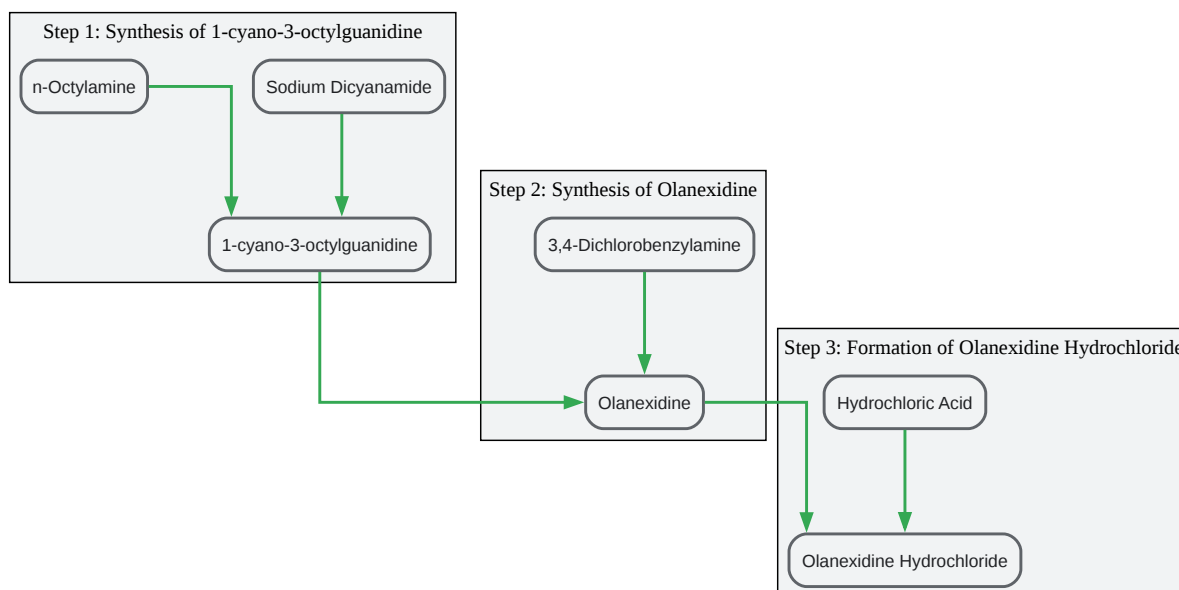 Step 1: Synthesis of 1-cyano-3-octylguanidine
n-Octylamine
Sodium Dicyanamide
1-cyano-3-octylguanidine
Step 2: Synthesis of Olanexidine
3,4-Dichlorobenzylamine
Olanexidine
Step 3: Formation of Olanexidine Hydrochloride
Hydrochloric Acid
Olanexidine Hydrochloride